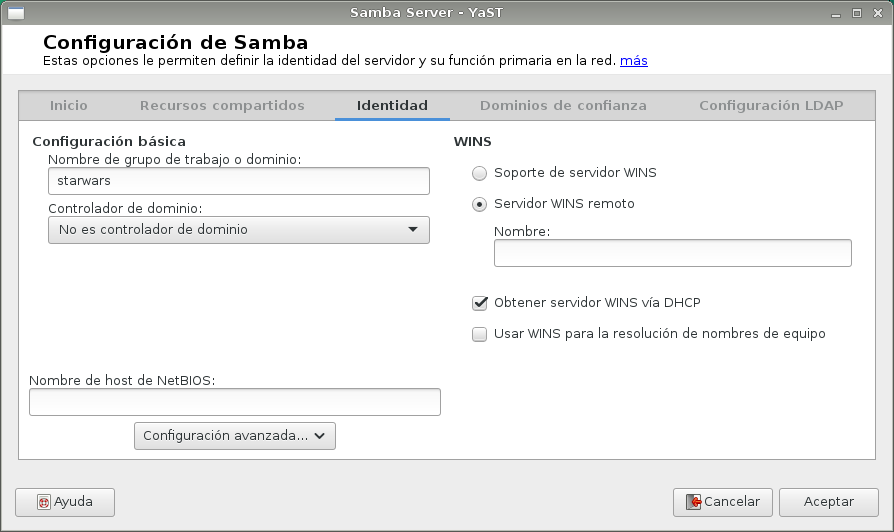 Samba Server - YaST
Configuración de Samba
Estas opciones le permiten definir la identidad del servidor y su función primaria en la red. más
Inicio Recursos compartidos Identidad Dominios de confianza Configuración LDAP
Configuración básica
Nombre de grupo de trabajo o dominio:
starwars
Controlador de dominio:
No es controlador de dominio
WINS
Soporte de servidor WINS
Servidor WINS remoto
Nombre:
Obtener servidor WINS vía DHCP
Usar WINS para la resolución de nombres de equipo
Nombre de host de NetBIOS:
Configuración avanzada...
Ayuda Cancelar Aceptar